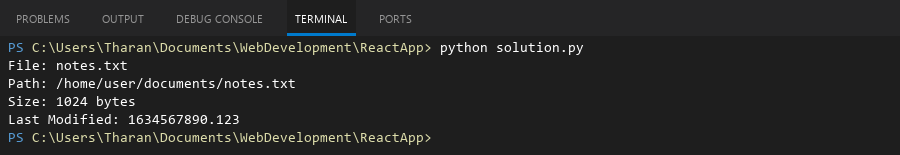 PROBLEMS OUTPUT DEBUG CONSOLE TERMINAL PORTS
PS C:\Users\Tharan\Documents\WebDevelopment\ReactApp> python solution.py
File: notes.txt
Path: /home/user/documents/notes.txt
Size: 1024 bytes
Last Modified: 1634567890.123
PS C:\Users\Tharan\Documents\WebDevelopment\ReactApp>